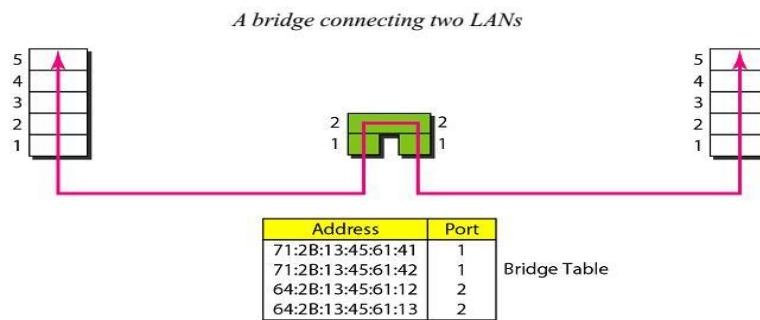 A bridge connecting two LANs
5
4
3
2
1
2
1
2
1
5
4
3
2
1
Address Port
71:2B:13:45:61:41 1
71:2B:13:45:61:42 1
64:2B:13:45:61:12 2
64:2B:13:45:61:13 2
Bridge Table